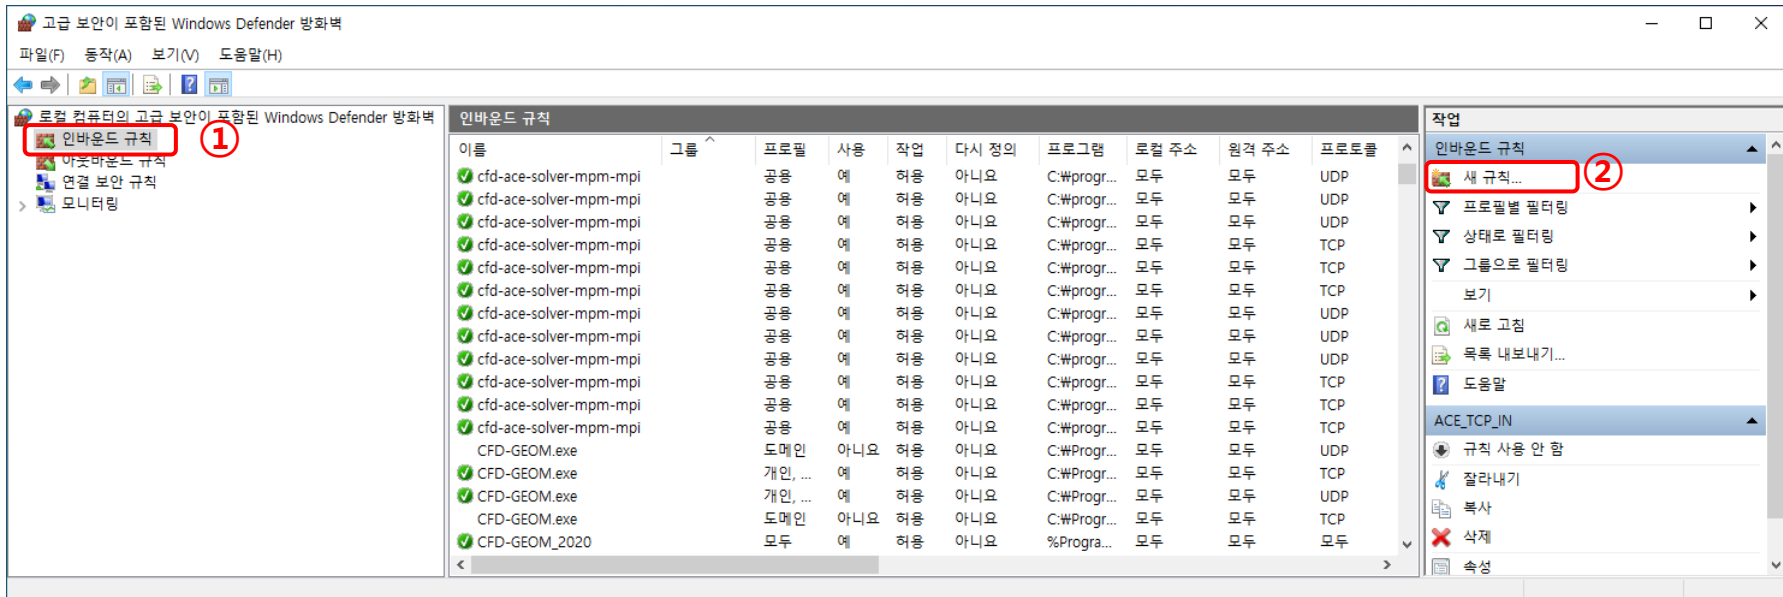 고급 보안이 포함된 Windows Defender 방화벽
파일(F) 동작(A) 보기(V) 도움말(H)
로컬 컴퓨터의 고급 보안이 포함된 Windows Defender 방화벽
인바운드 규칙 ①
아웃바운드 규칙
연결 보안 규칙
모니터링
인바운드 규칙
이름 그룹 프로필 사용 작업 다시 정의 프로그램 로컬 주소 원격 주소 프로토콜
cfd-ace-solver-mpm-mpi 공용 예 허용 아니요 C:₩progr... 모두 모두 UDP
cfd-ace-solver-mpm-mpi 공용 예 허용 아니요 C:₩progr... 모두 모두 UDP
cfd-ace-solver-mpm-mpi 공용 예 허용 아니요 C:₩progr... 모두 모두 UDP
cfd-ace-solver-mpm-mpi 공용 예 허용 아니요 C:₩progr... 모두 모두 TCP
cfd-ace-solver-mpm-mpi 공용 예 허용 아니요 C:₩progr... 모두 모두 TCP
cfd-ace-solver-mpm-mpi 공용 예 허용 아니요 C:₩progr... 모두 모두 TCP
cfd-ace-solver-mpm-mpi 공용 예 허용 아니요 C:₩progr... 모두 모두 UDP
cfd-ace-solver-mpm-mpi 공용 예 허용 아니요 C:₩progr... 모두 모두 UDP
cfd-ace-solver-mpm-mpi 공용 예 허용 아니요 C:₩progr... 모두 모두 UDP
cfd-ace-solver-mpm-mpi 공용 예 허용 아니요 C:₩progr... 모두 모두 TCP
cfd-ace-solver-mpm-mpi 공용 예 허용 아니요 C:₩progr... 모두 모두 TCP
cfd-ace-solver-mpm-mpi 공용 예 허용 아니요 C:₩progr... 모두 모두 TCP
CFD-GEOM.exe 도메인 아니요 허용 아니요 C:₩Progr... 모두 모두 UDP
CFD-GEOM.exe 개인, ... 예 허용 아니요 C:₩Progr... 모두 모두 TCP
CFD-GEOM.exe 개인, ... 예 허용 아니요 C:₩Progr... 모두 모두 UDP
CFD-GEOM.exe 도메인 아니요 허용 아니요 C:₩Progr... 모두 모두 TCP
CFD-GEOM_2020 모두 예 허용 아니요 %Progra... 모두 모두 모두
작업
인바운드 규칙
새 규칙... ②
프로필별 필터링
상태로 필터링
그룹으로 필터링
보기
새로 고침
목록 내보내기...
도움말
ACE_TCP_IN
규칙 사용 안 함
잘라내기
복사
삭제
속성